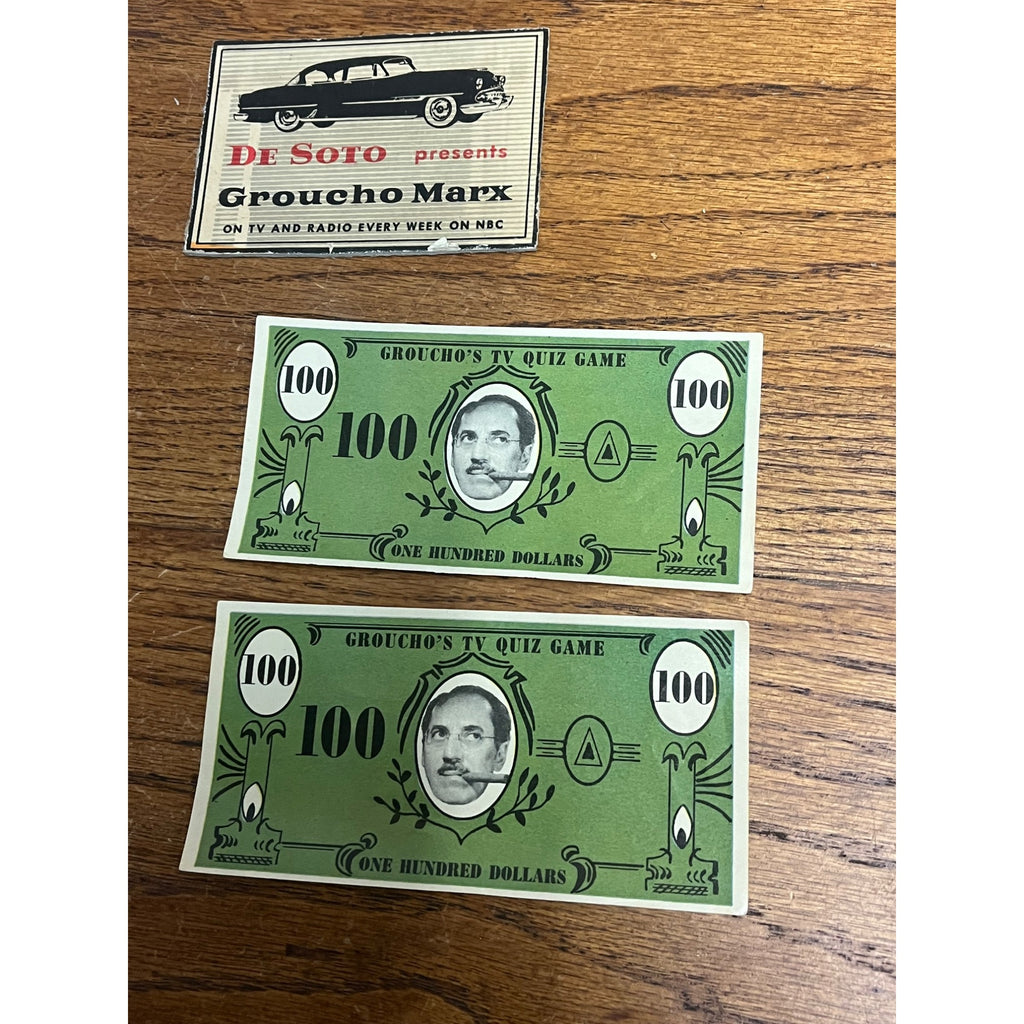 DE SOTO presents
Groucho Marx
ON TV AND RADIO EVERY WEEK ON NBC
GROUCHO'S TV QUIZ GAME
100 100
100
ONE HUNDRED DOLLARS
GROUCHO'S TV QUIZ GAME
100 100
100
ONE HUNDRED DOLLARS